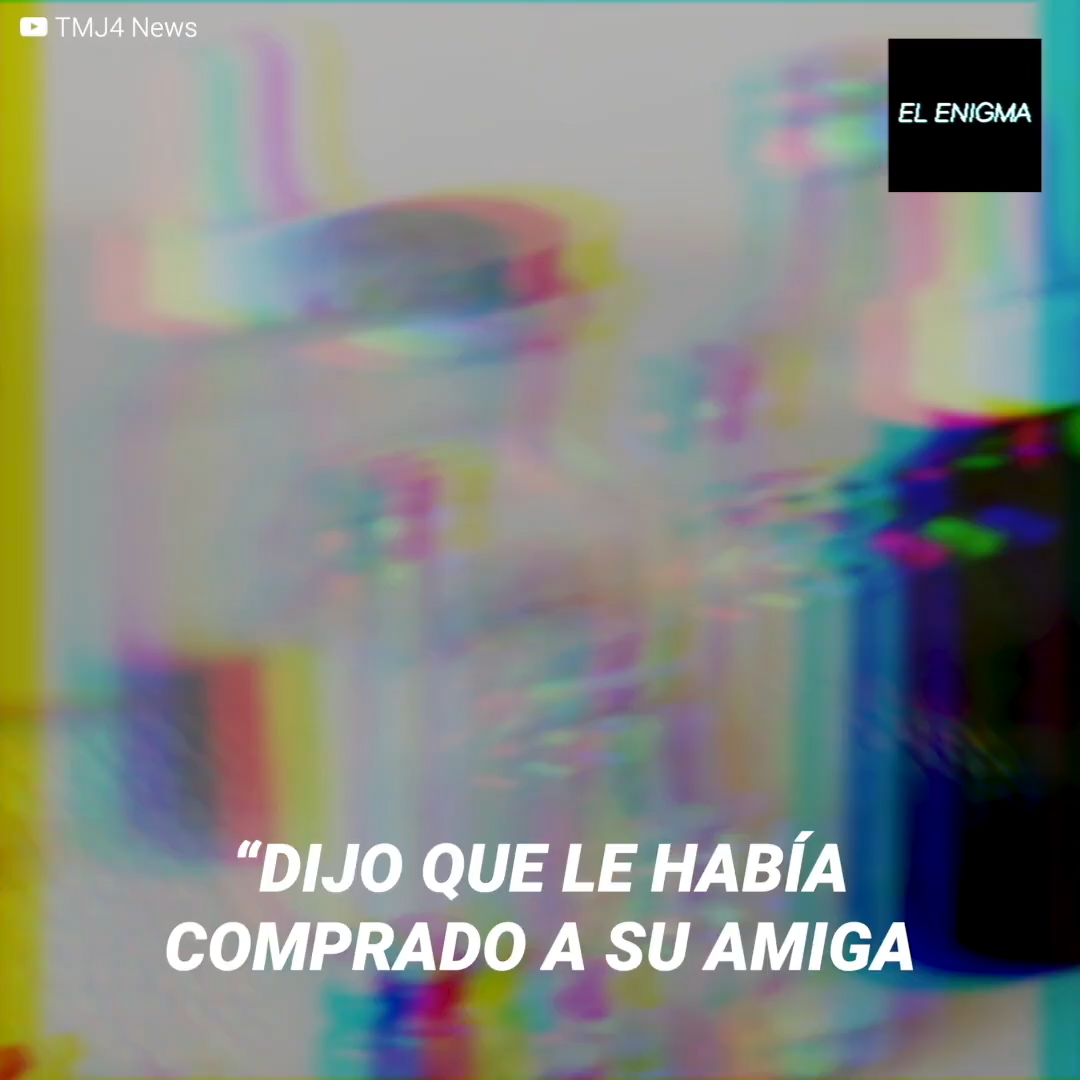 TMJ4 News
EL ENIGMA
“DIJO QUE LE HABÍA
COMPRADO A SU AMIGA